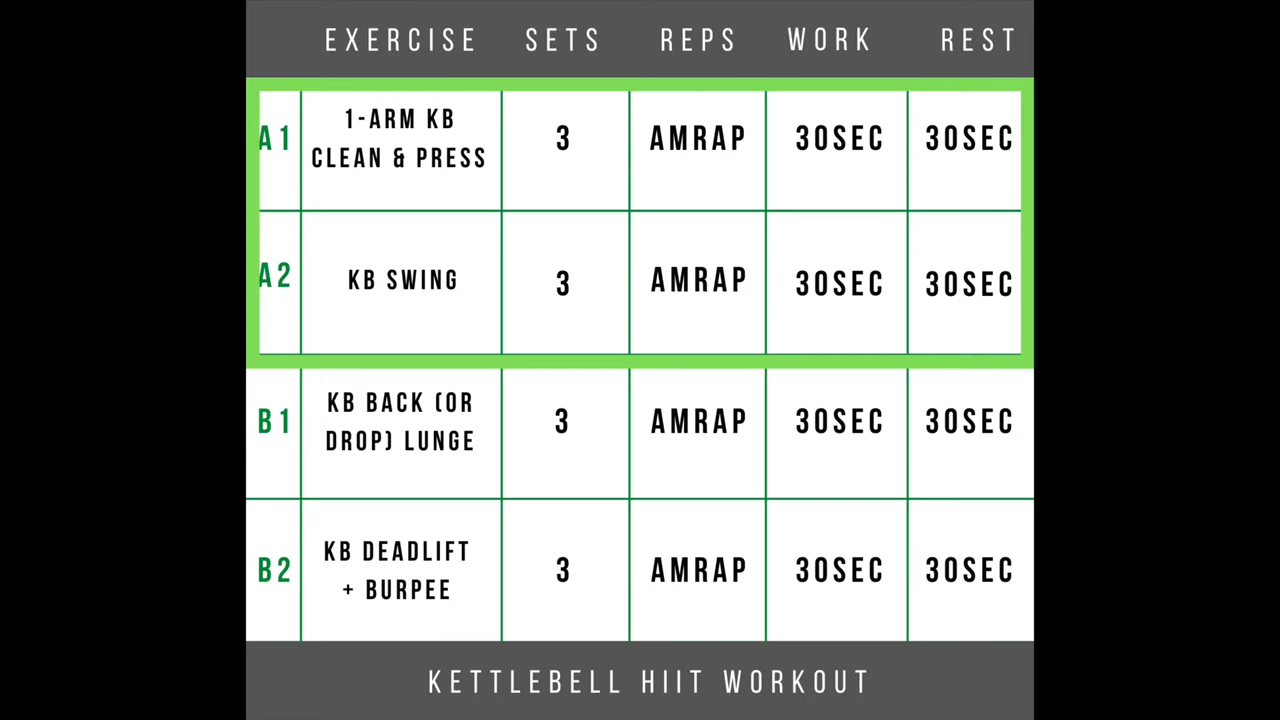 EXERCISE SETS REPS WORK REST
A1 1-ARM KB CLEAN & PRESS 3 AMRAP 30SEC 30SEC
A2 KB SWING 3 AMRAP 30SEC 30SEC
B1 KB BACK (OR DROP) LUNGE 3 AMRAP 30SEC 30SEC
B2 KB DEADLIFT + BURPEE 3 AMRAP 30SEC 30SEC
KETTLEBELL HIIT WORKOUT